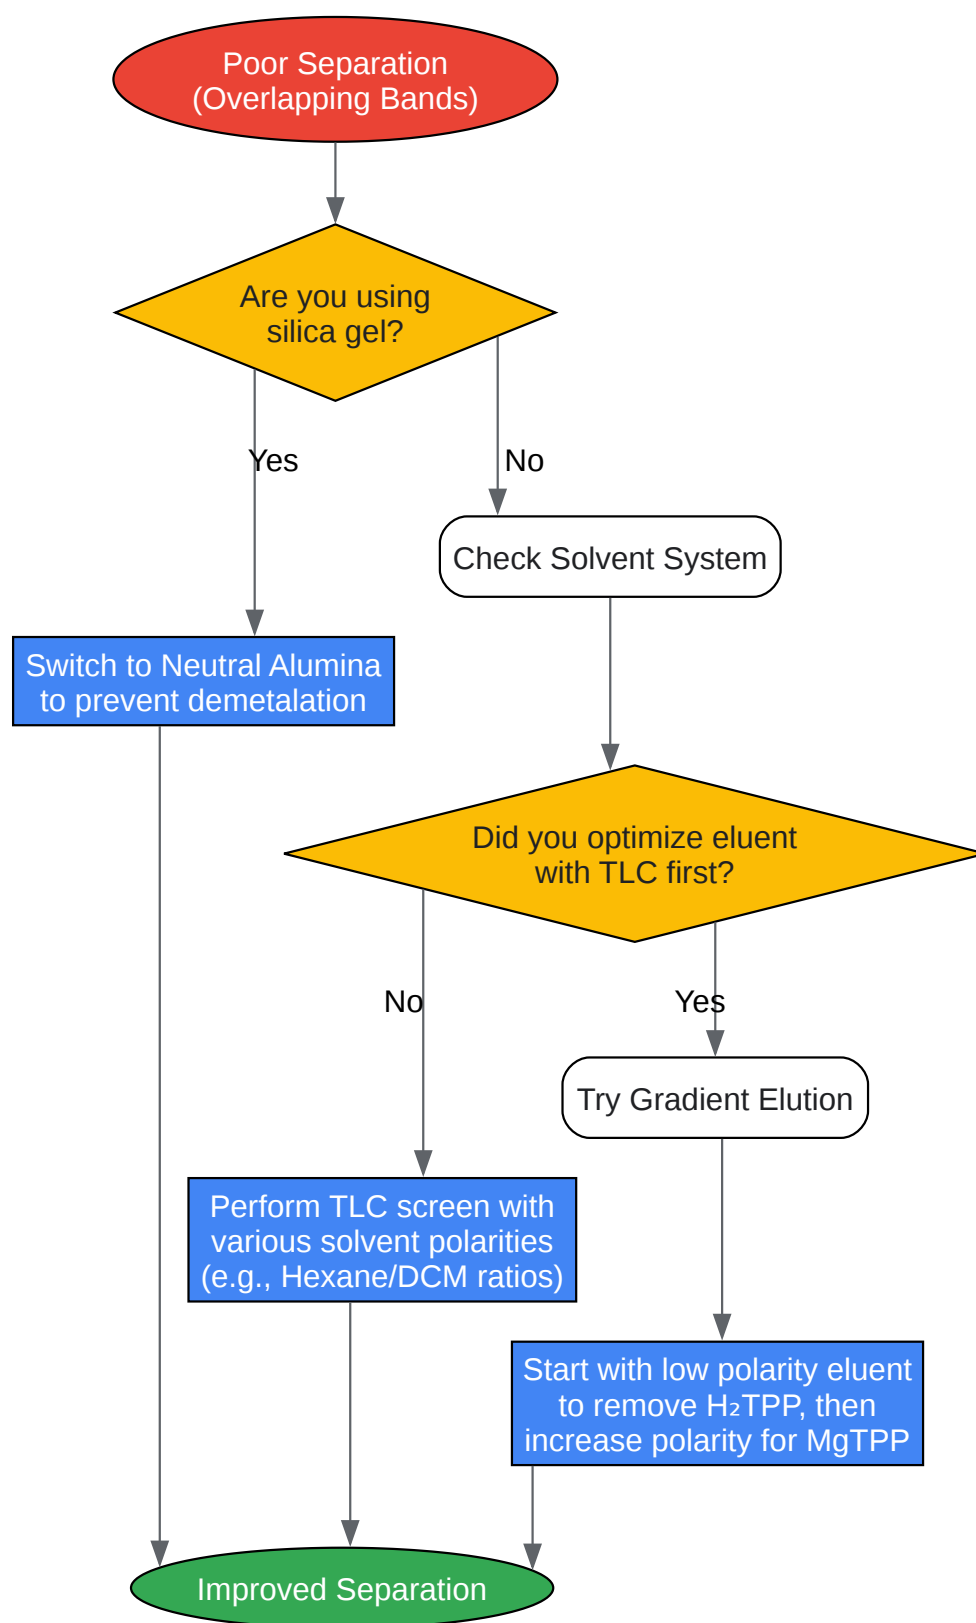 Poor Separation
(Overlapping Bands)
Are you using
silica gel?
Yes
No
Check Solvent System
Switch to Neutral Alumina
to prevent demetalation
Did you optimize eluent
with TLC first?
No
Yes
Try Gradient Elution
Perform TLC screen with
various solvent polarities
(e.g., Hexane/DCM ratios)
Start with low polarity eluent
to remove H₂TPP, then
increase polarity for MgTPP
Improved Separation